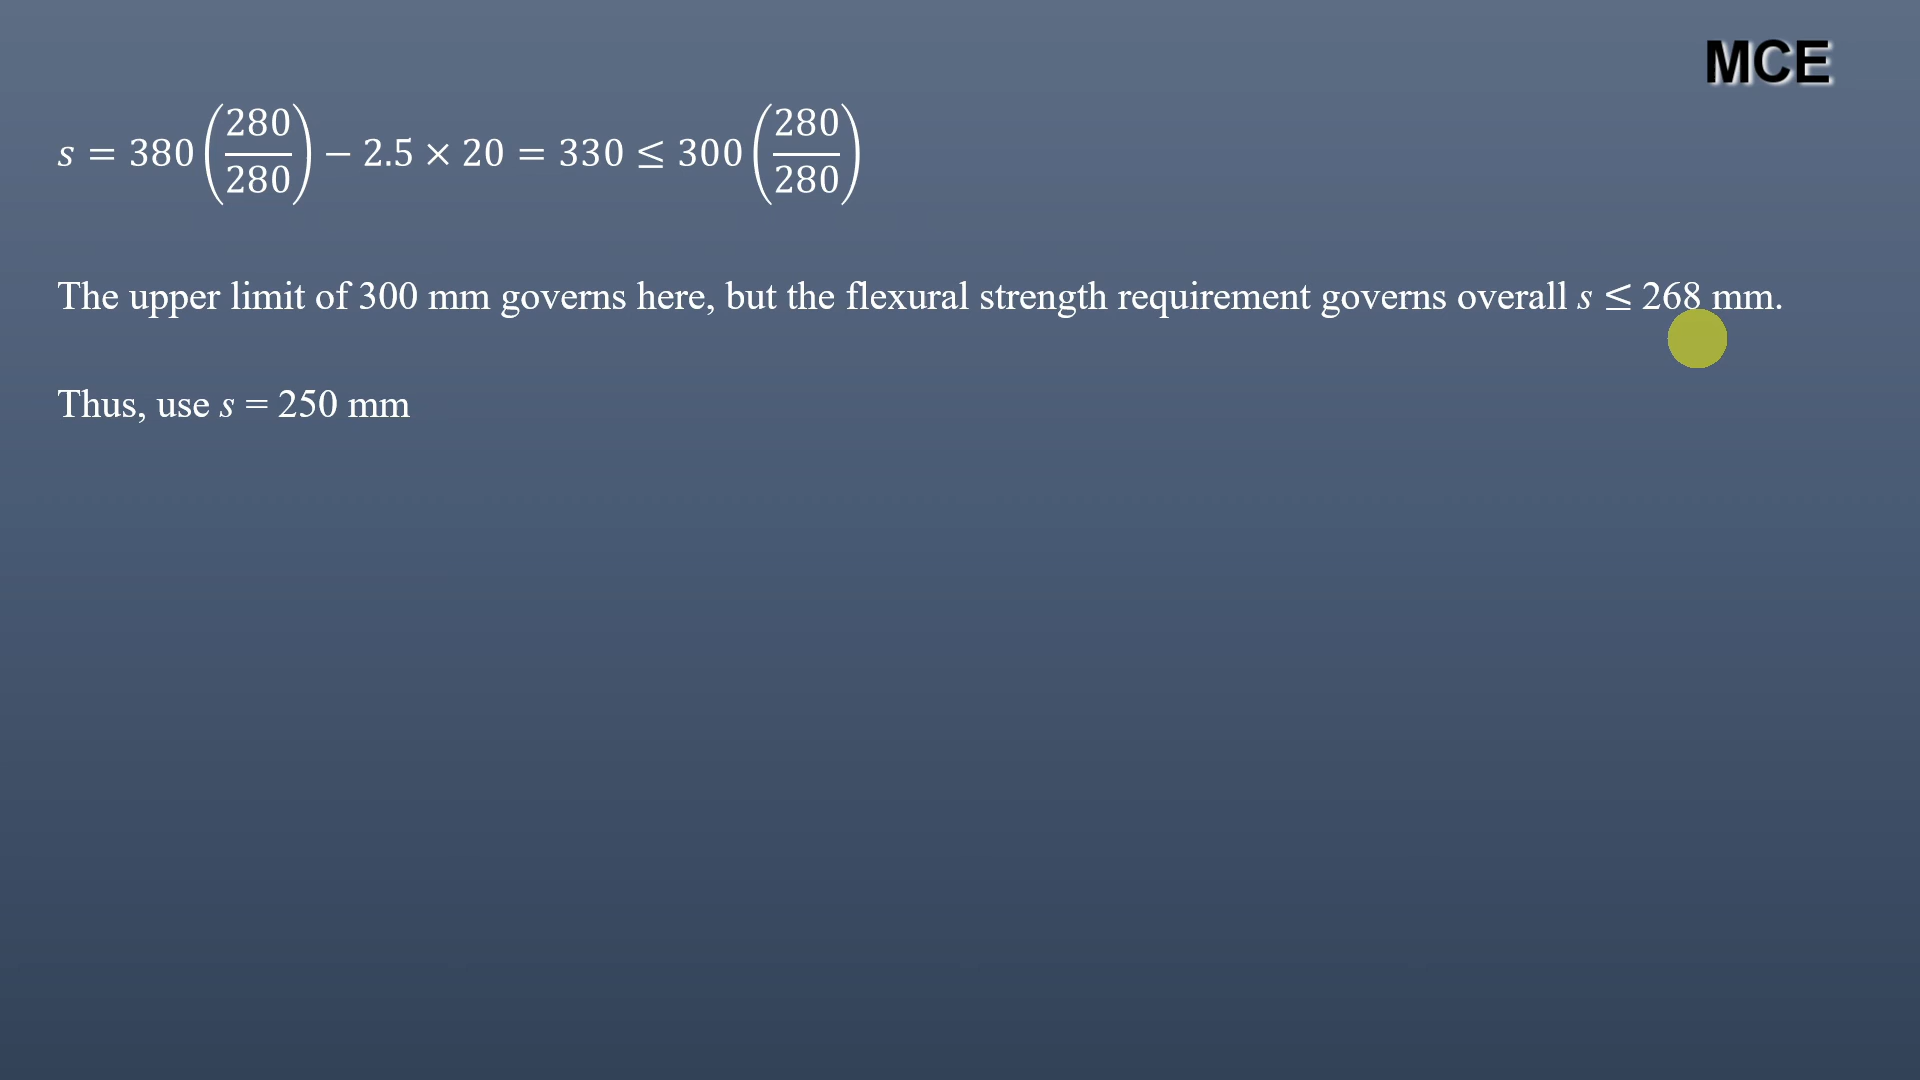 MCE
s = 380 (280/280) − 2.5 × 20 = 330 ≤ 300 (280/280)
The upper limit of 300 mm governs here, but the flexural strength requirement governs overall s ≤ 268 mm.
Thus, use s = 250 mm